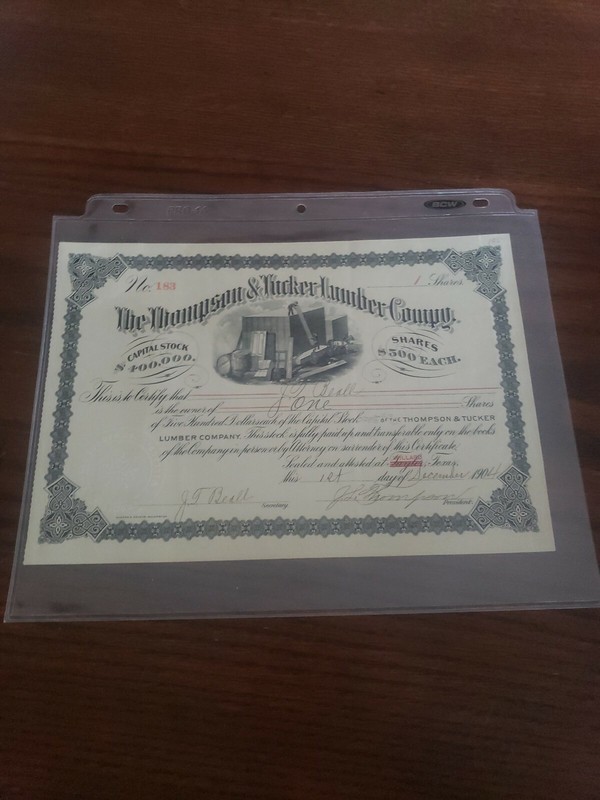 BCW
No. 183 1 Shares
The Thompson & Tucker Lumber Compy.
CAPITAL STOCK
$400,000.
SHARES
$500 EACH.
This is to Certify that J. T. Beall
is the owner of One Shares
of Five Hundred Dollars each of the Capital Stock OF THE THOMPSON & TUCKER
LUMBER COMPANY. This stock is fully paid up and transferable only on the books
of the Company in person or by Attorney on surrender of this Certificate.
Sealed and attested at Texas,
this 1st day of December 1904
J T Beall Secretary President